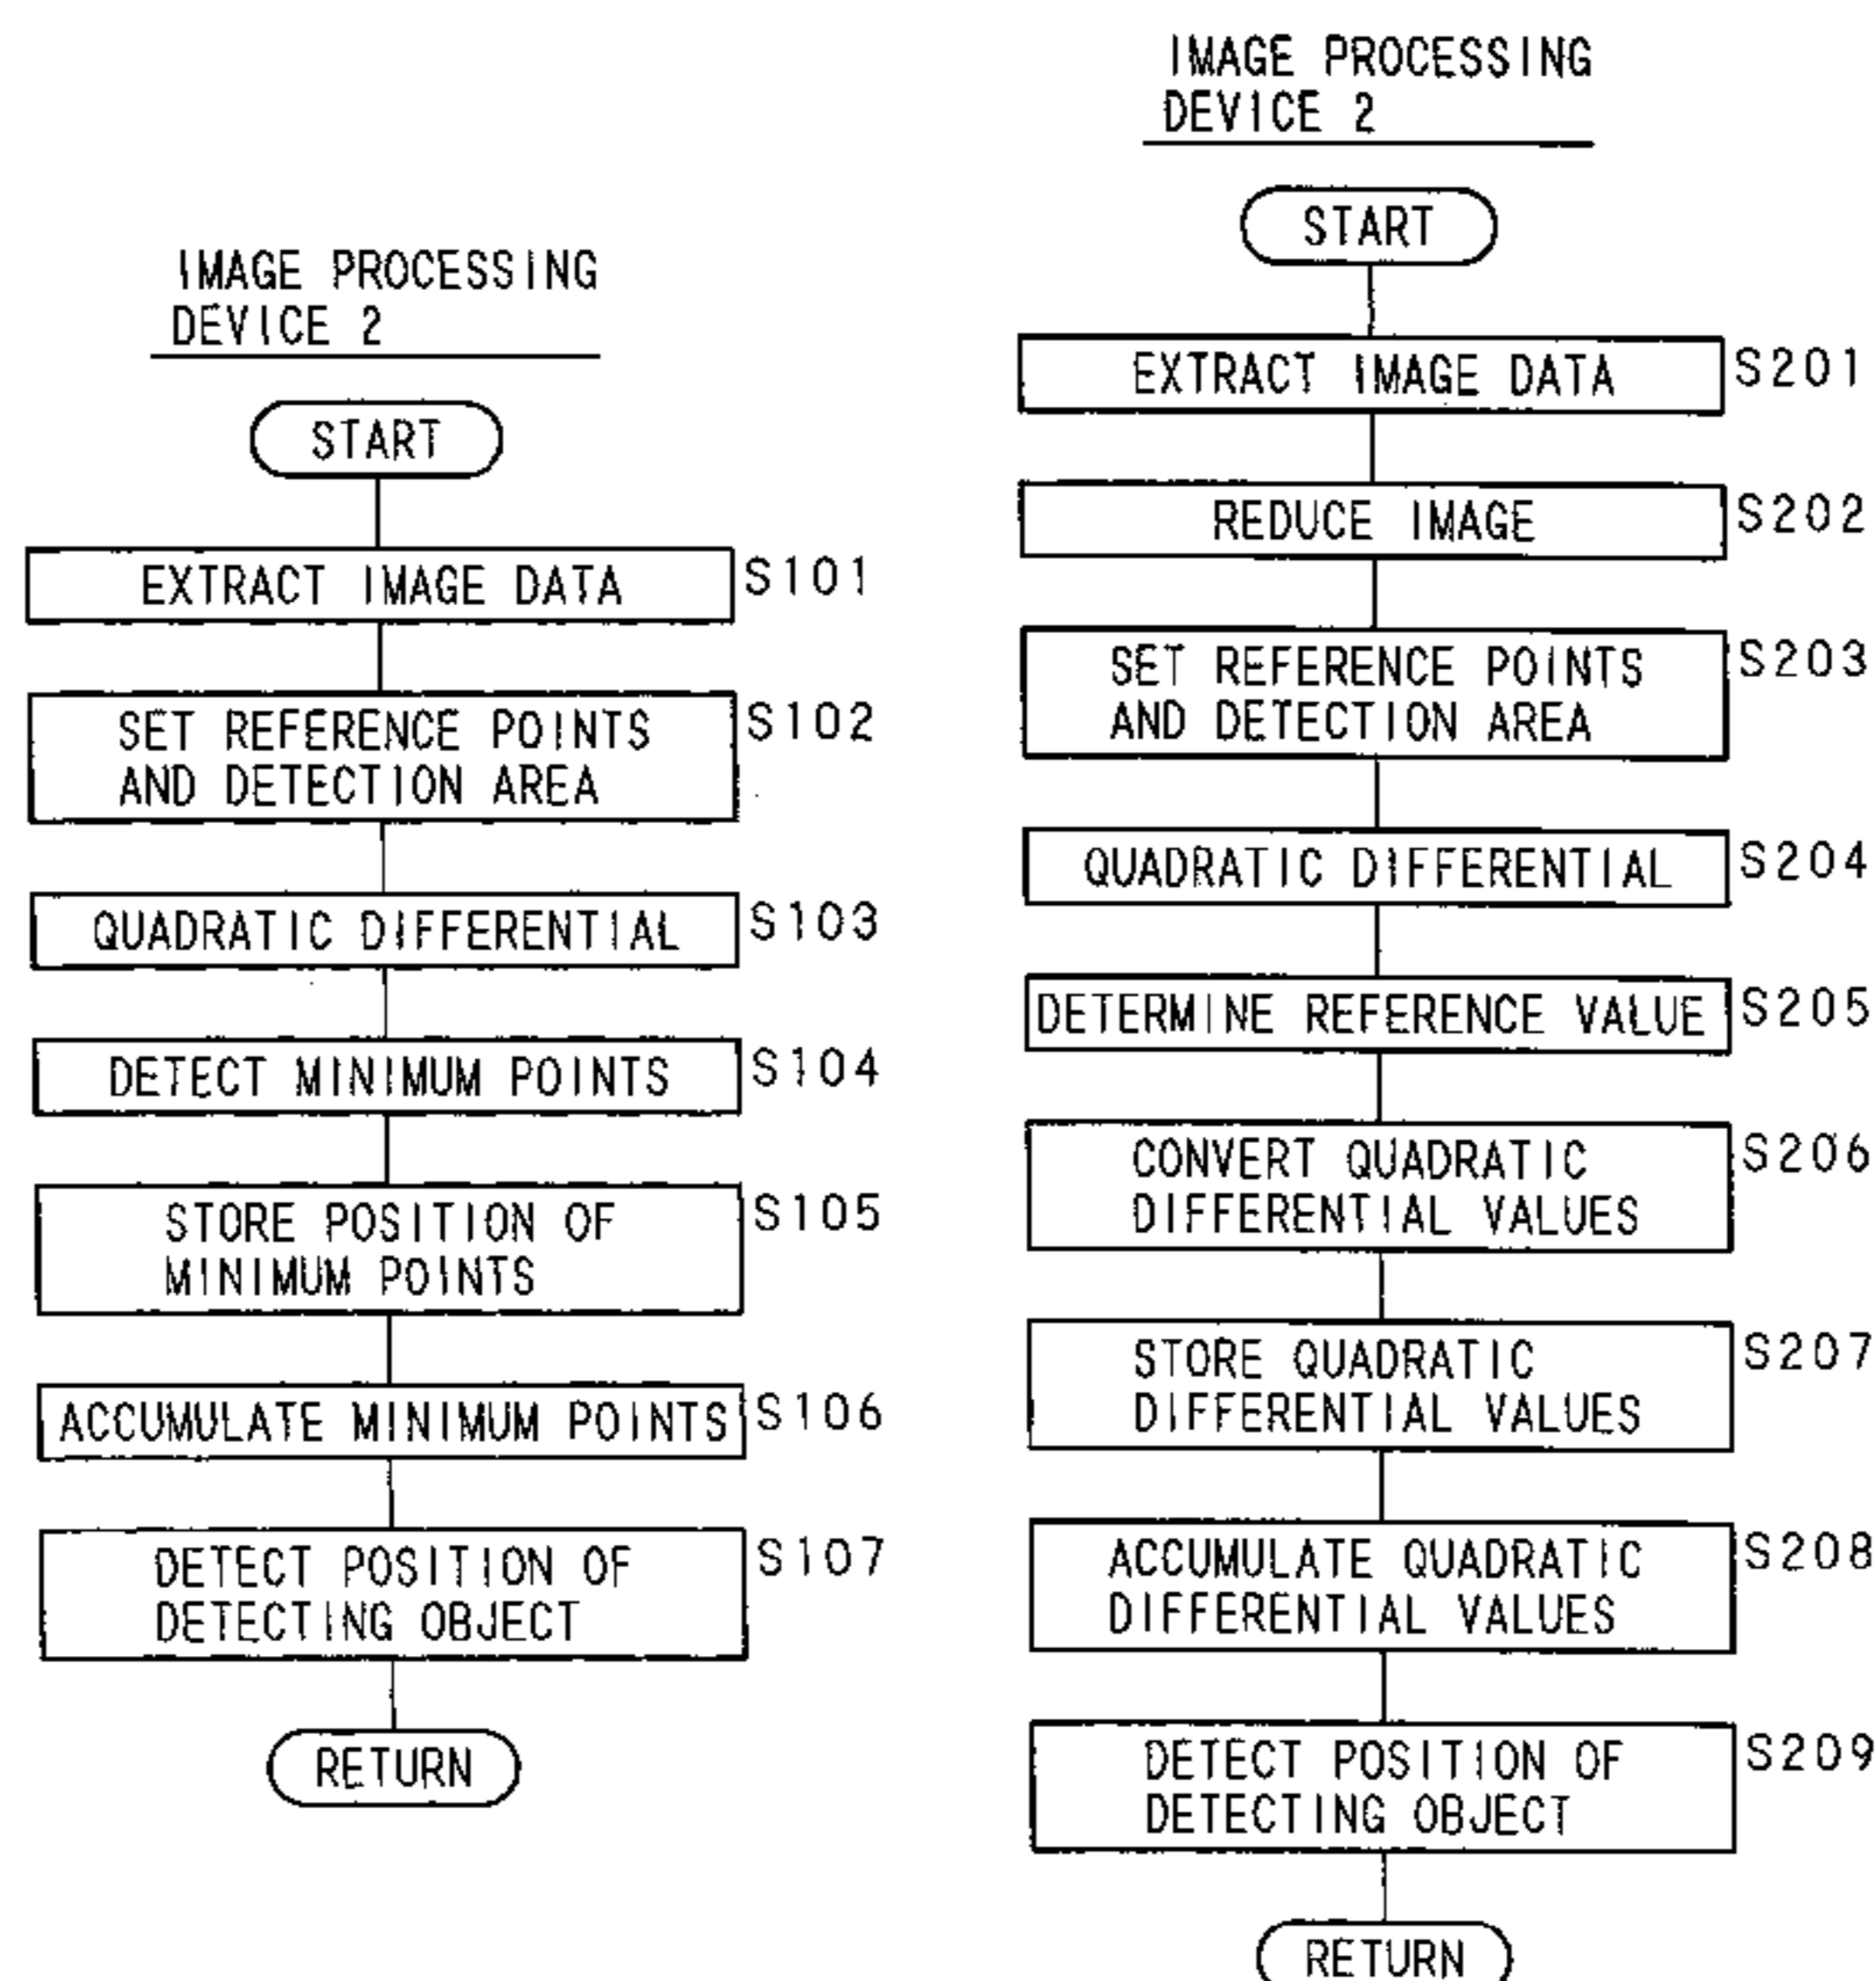 IMAGE PROCESSING
DEVICE 2
START
EXTRACT IMAGE DATA
S101
SET REFERENCE POINTS
AND DETECTION AREA
S102
QUADRATIC DIFFERENTIAL
S103
DETECT MINIMUM POINTS
S104
STORE POSITION OF
MINIMUM POINTS
S105
ACCUMULATE MINIMUM POINTS
S106
DETECT POSITION OF
DETECTING OBJECT
S107
RETURN
IMAGE PROCESSING
DEVICE 2
START
EXTRACT IMAGE DATA
S201
REDUCE IMAGE
S202
SET REFERENCE POINTS
AND DETECTION AREA
S203
QUADRATIC DIFFERENTIAL
S204
DETERMINE REFERENCE VALUE
S205
CONVERT QUADRATIC
DIFFERENTIAL VALUES
S206
STORE QUADRATIC
DIFFERENTIAL VALUES
S207
ACCUMULATE QUADRATIC
DIFFERENTIAL VALUES
S208
DETECT POSITION OF
DETECTING OBJECT
S209
RETURN